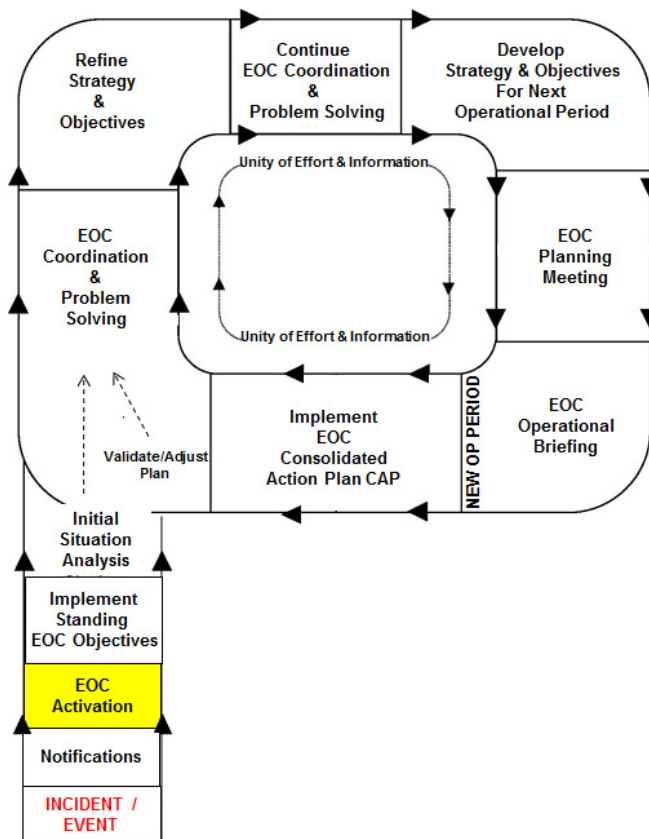 Refine
Strategy
&
Objectives
Continue
EOC Coordination
&
Problem Solving
Develop
Strategy & Objectives
For Next
Operational Period
Unity of Effort & Information
EOC
Coordination
&
Problem
Solving
EOC
Planning
Meeting
Unity of Effort & Information
Implement
EOC
Consolidated
Action Plan CAP
NEW OP PERIOD
EOC
Operational
Briefing
Validate/Adjust
Plan
Initial
Situation
Analysis
Implement
Standing
EOC Objectives
EOC
Activation
Notifications
INCIDENT /
EVENT